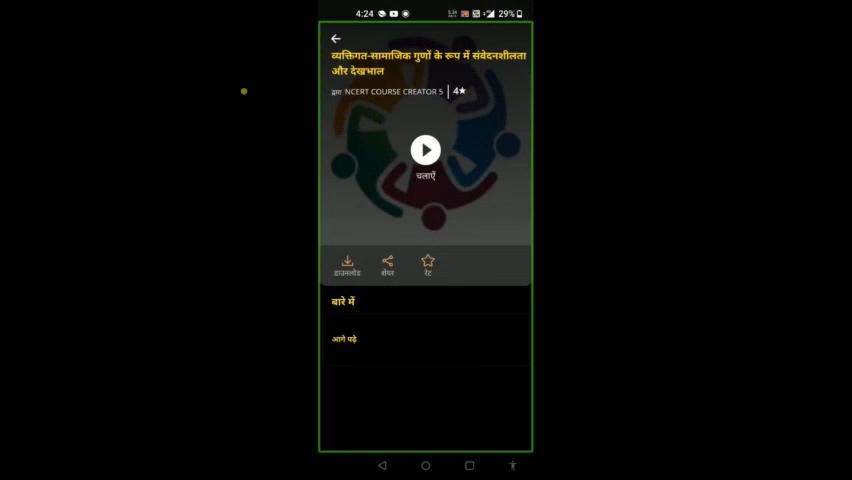 4:24 29%
व्यक्तिगत-सामाजिक गुणों के रूप में संवेदनशीलता
और देखभाल
द्वारा NCERT COURSE CREATOR 5 4★
चलाऐं
डाउनलोड शेयर रेट
बारे में
आगे पढ़े